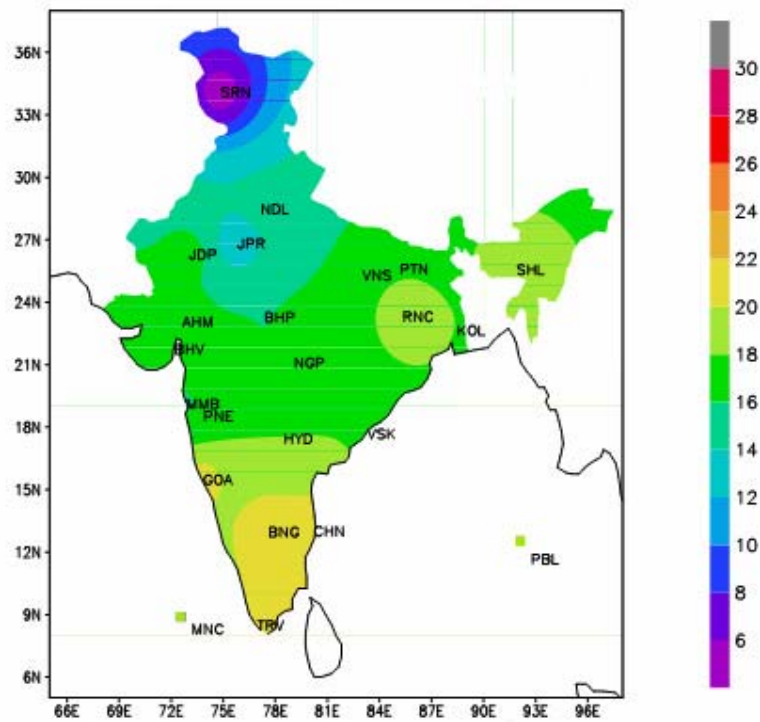 36N
33N
30N
27N
24N
21N
18N
15N
12N
9N
6N
66E 69E 72E 75E 78E 81E 84E 87E 90E 93E 96E
SRN
NDL
JPR
JDP
VNS PTN
SHL
AHM BHP RNC
KOL
BHV
NGP
MMB
PNE
HYD VSK
GOA
BNG CHN
PBL
MNC TRV
30
28
26
24
22
20
18
16
14
12
10
8
6